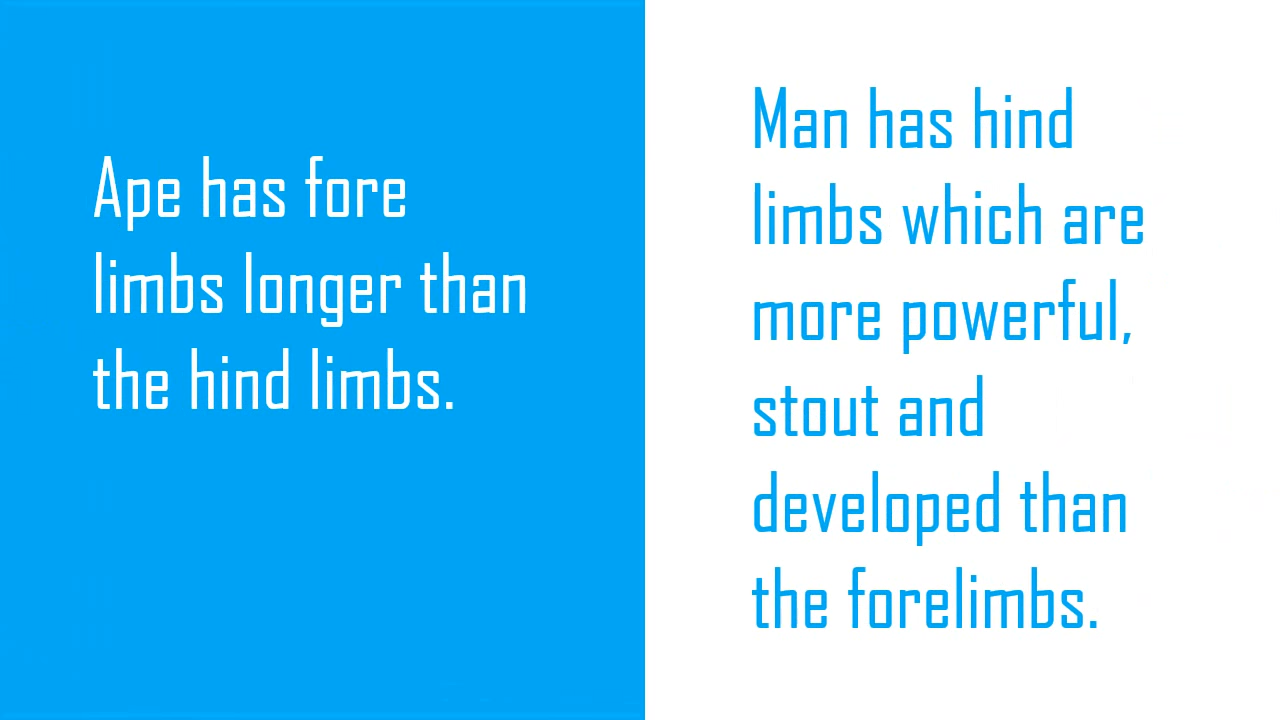 Ape has fore
limbs longer than
the hind limbs.
Man has hind
limbs which are
more powerful,
stout and
developed than
the forelimbs.